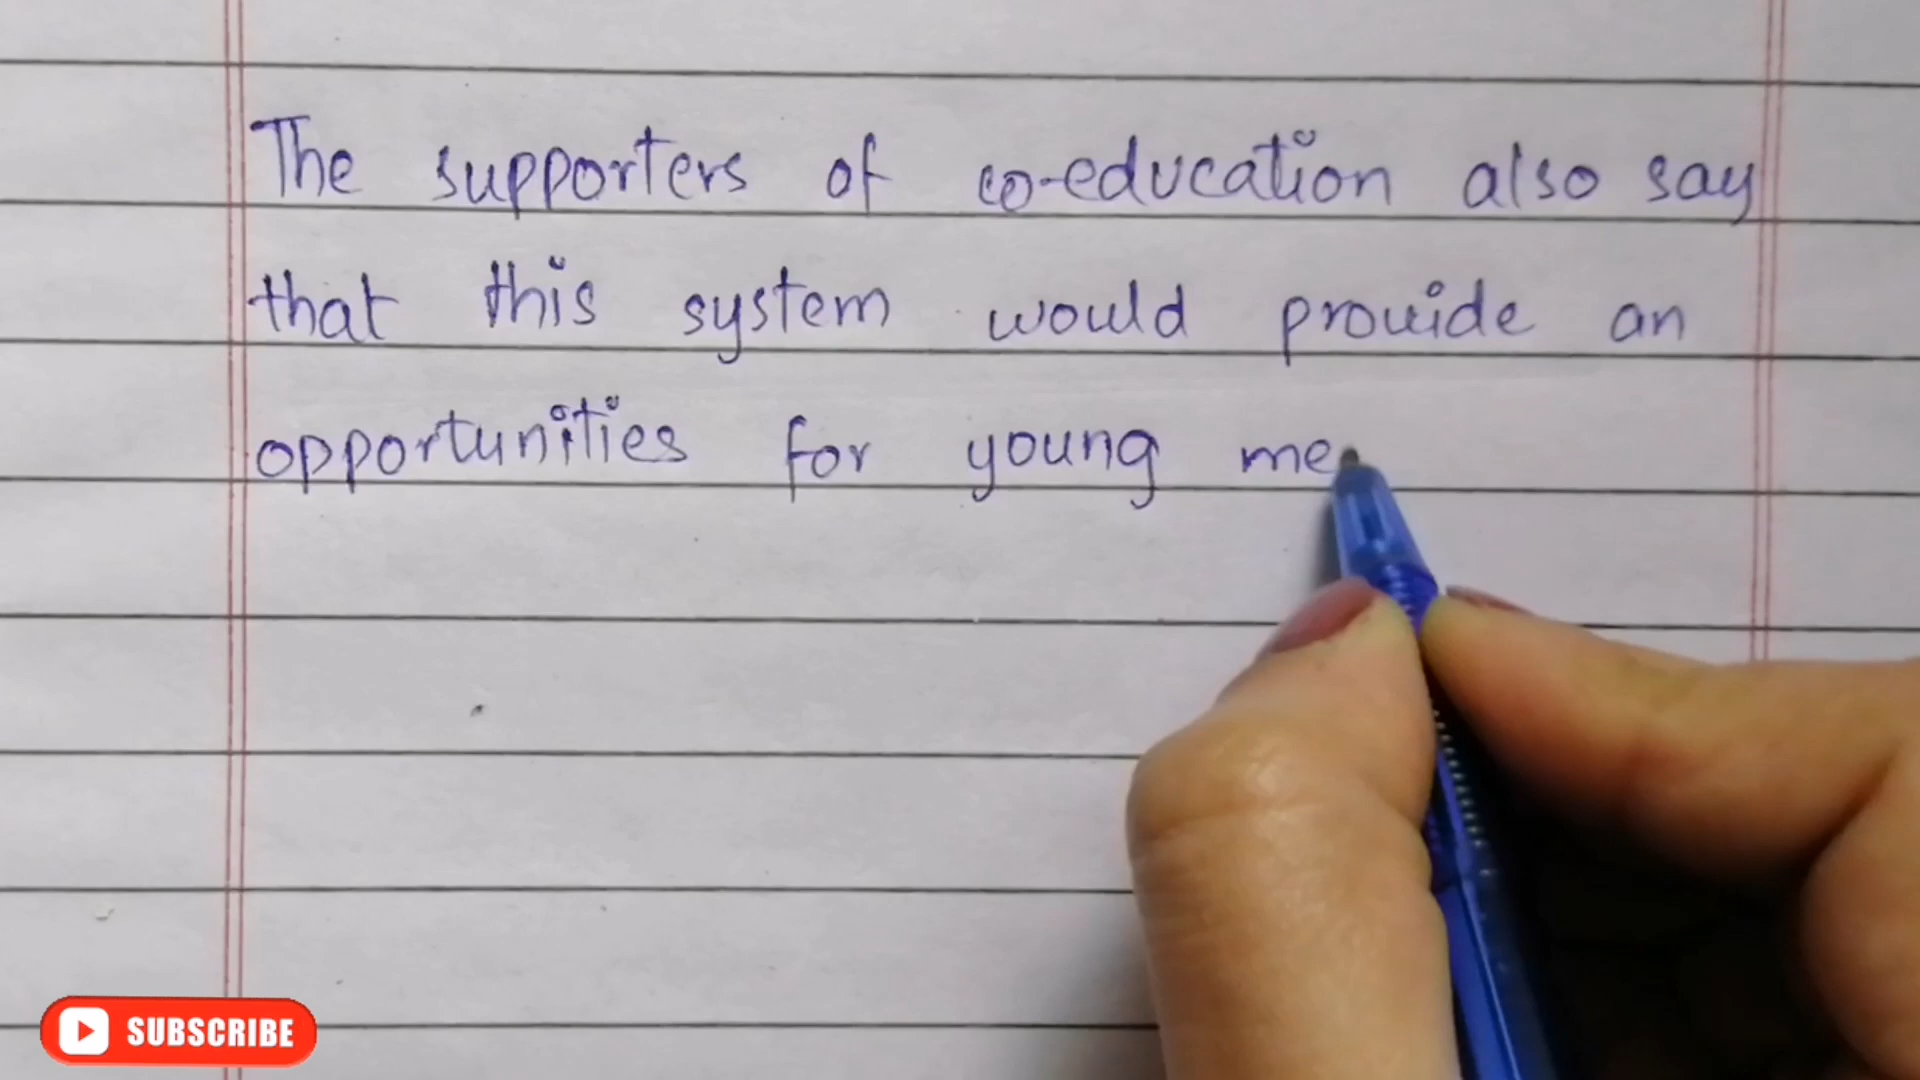 The supporters of co-education also say
that this system would provide an
opportunities for young me
SUBSCRIBE